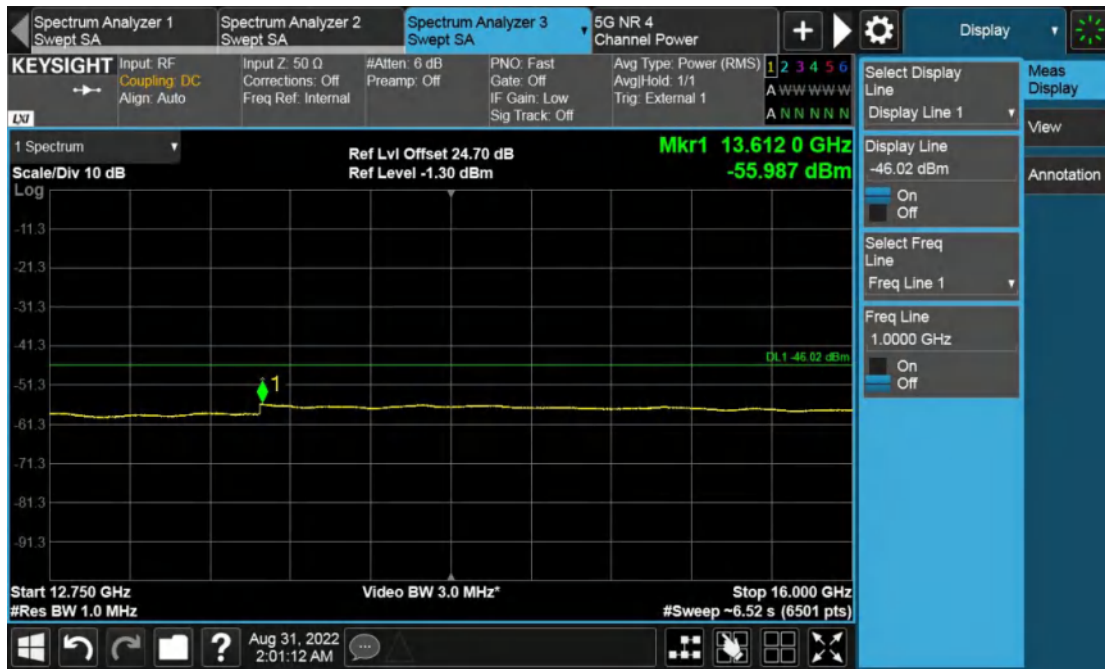 Spectrum Analyzer 1
Swept SA
Spectrum Analyzer 2
Swept SA
Spectrum Analyzer 3
Swept SA
5G NR 4
Channel Power
+
Display
KEYSIGHT
LXI
Input: RF
Coupling: DC
Align: Auto
Input Z: 50 Ω
Corrections: Off
Freq Ref: Internal
#Atten: 6 dB
Preamp: Off
PNO: Fast
Gate: Off
IF Gain: Low
Sig Track: Off
Avg Type: Power (RMS)
Avg|Hold: 1/1
Trig: External 1
1 2 3 4 5 6
A W W W W W
A N N N N N
Select Display
Line
Display Line 1
Display Line
-46.02 dBm
On
Off
Select Freq
Line
Freq Line 1
Freq Line
1.0000 GHz
On
Off
Meas
Display
View
Annotation
1 Spectrum
Scale/Div 10 dB
Log
Ref Lvl Offset 24.70 dB
Ref Level -1.30 dBm
Mkr1 13.612 0 GHz
-55.987 dBm
-11.3
-21.3
-31.3
-41.3
DL1 -46.02 dBm
-51.3
1
-61.3
-71.3
-81.3
-91.3
Start 12.750 GHz
#Res BW 1.0 MHz
Video BW 3.0 MHz*
Stop 16.000 GHz
#Sweep ~6.52 s (6501 pts)
?
Aug 31, 2022
2:01:12 AM